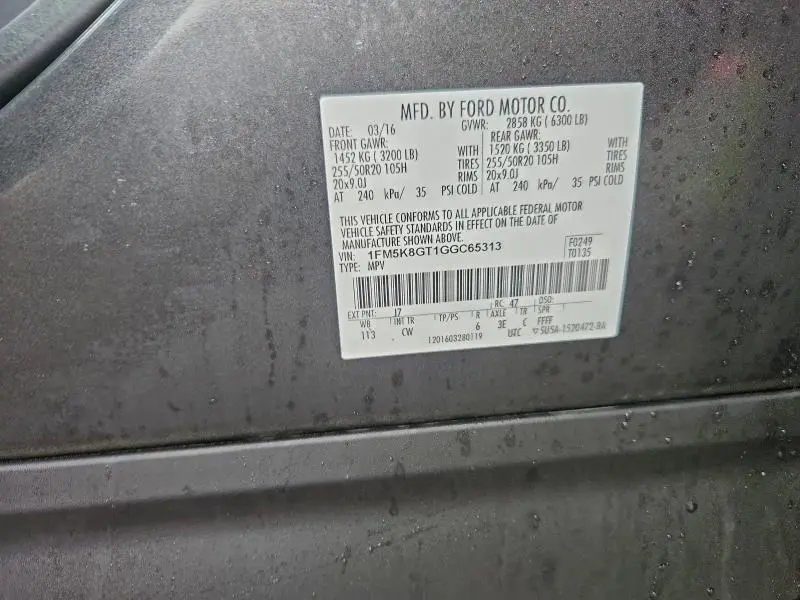 MFD. BY FORD MOTOR CO.
DATE: 03/16 GVWR: 2858 KG ( 6300 LB)
FRONT GAWR: REAR GAWR:
1452 KG ( 3200 LB) WITH 1520 KG ( 3350 LB) WITH
255/50R20 105H TIRES 255/50R20 105H TIRES
20x9.0J RIMS 20x9.0J RIMS
AT 240 kPa/ 35 PSI COLD AT 240 kPa/ 35 PSI COLD
THIS VEHICLE CONFORMS TO ALL APPLICABLE FEDERAL MOTOR
VEHICLE SAFETY STANDARDS IN EFFECT ON THE DATE OF
MANUFACTURE SHOWN ABOVE.
VIN: 1FM5K8GT1GGC65313 F0249
TYPE: MPV T0135
EXT PNT: J7 RC: 47 DSO:
WB INT TR TP/PS R AXLE TR SPR
113 CW 6 3E C FFFF
1201603280119 UTC ▽5U5A-1520472-BA